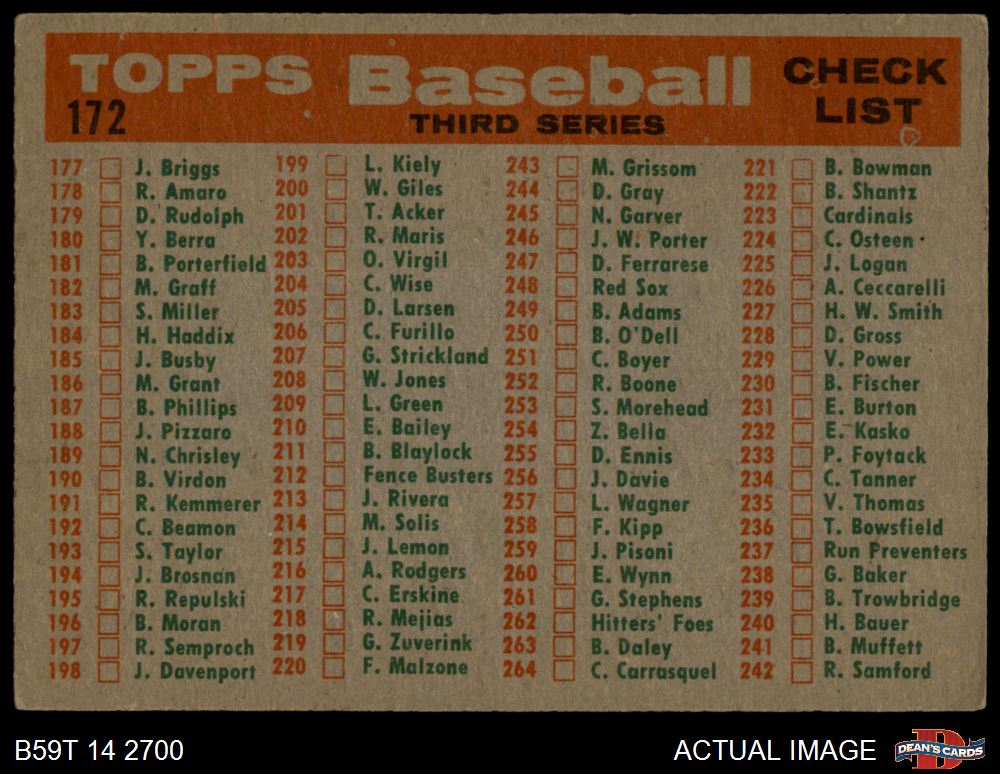 TOPPS Baseball CHECK LIST
172 THIRD SERIES
177 J. Briggs
178 R. Amaro
179 D. Rudolph
180 Y. Berra
181 B. Porterfield
182 M. Graff
183 S. Miller
184 H. Haddix
185 J. Busby
186 M. Grant
187 B. Phillips
188 J. Pizzaro
189 N. Chrisley
190 B. Virdon
191 R. Kemmerer
192 C. Beamon
193 S. Taylor
194 J. Brosnan
195 R. Repulski
196 B. Moran
197 R. Semproch
198 J. Davenport
199 L. Kiely
200 W. Giles
201 T. Acker
202 R. Maris
203 O. Virgil
204 C. Wise
205 D. Larsen
206 C. Furillo
207 G. Strickland
208 W. Jones
209 L. Green
210 E. Bailey
211 B. Blaylock
212 Fence Busters
213 J. Rivera
214 M. Solis
215 J. Lemon
216 A. Rodgers
217 C. Erskine
218 R. Mejias
219 G. Zuverink
220 F. Malzone
243 M. Grissom
244 D. Gray
245 N. Garver
246 J. W. Porter
247 D. Ferrarese
248 Red Sox
249 B. Adams
250 B. O'Dell
251 C. Boyer
252 R. Boone
253 S. Morehead
254 Z. Bella
255 D. Ennis
256 J. Davie
257 L. Wagner
258 F. Kipp
259 J. Pisoni
260 E. Wynn
261 G. Stephens
262 Hitters' Foes
263 B. Daley
264 C. Carrasquel
221 B. Bowman
222 B. Shantz
223 Cardinals
224 C. Osteen
225 J. Logan
226 A. Ceccarelli
227 H. W. Smith
228 D. Gross
229 V. Power
230 B. Fischer
231 E. Burton
232 E. Kasko
233 P. Foytack
234 C. Tanner
235 V. Thomas
236 T. Bowsfield
237 Run Preventers
238 G. Baker
239 B. Trowbridge
240 H. Bauer
241 B. Muffett
242 R. Samford
B59T 14 2700 ACTUAL IMAGE D DEAN'S CARDS